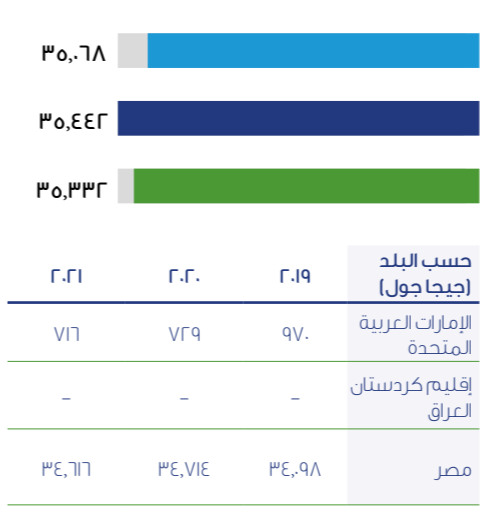 ٣٥,٠٦٨
٣٥,٤٤٢
٣٥,٣٣٢
حسب البلد
(جيجا جول) ٢٠١٩ ٢٠٢٠ ٢٠٢١
الإمارات العربية
المتحدة ٩٧٠ ٧٢٩ ٧١٦
إقليم كردستان
العراق – – –
مصر ٣٤,٠٩٨ ٣٤,٧١٤ ٣٤,٦١٦